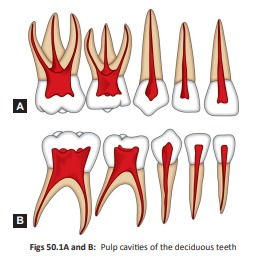 A
B
Figs 50.1A and B: Pulp cavities of the deciduous teeth